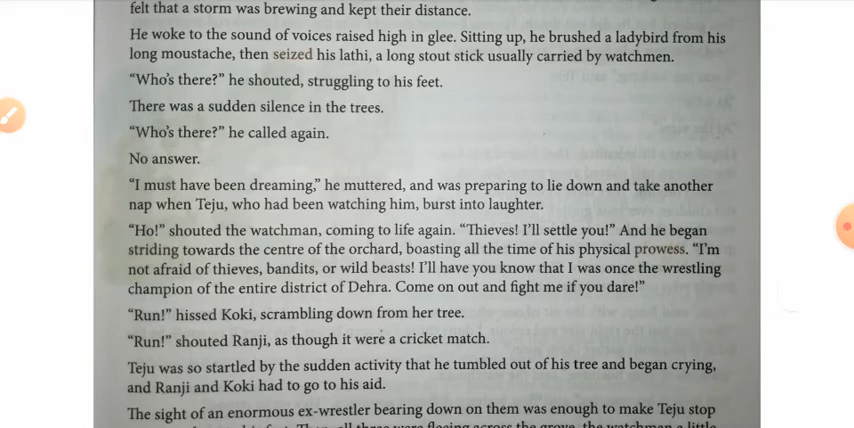 felt that a storm was brewing and kept their distance.
He woke to the sound of voices raised high in glee. Sitting up, he brushed a ladybird from his
long moustache, then seized his lathi, a long stout stick usually carried by watchmen.
“Who’s there?” he shouted, struggling to his feet.
There was a sudden silence in the trees.
“Who’s there?” he called again.
No answer.
“I must have been dreaming,” he muttered, and was preparing to lie down and take another
nap when Teju, who had been watching him, burst into laughter.
“Ho!” shouted the watchman, coming to life again. “Thieves! I’ll settle you!” And he began
striding towards the centre of the orchard, boasting all the time of his physical prowess. “I’m
not afraid of thieves, bandits, or wild beasts! I’ll have you know that I was once the wrestling
champion of the entire district of Dehra. Come on out and fight me if you dare!”
“Run!” hissed Koki, scrambling down from her tree.
“Run!” shouted Ranji, as though it were a cricket match.
Teju was so startled by the sudden activity that he tumbled out of his tree and began crying,
and Ranji and Koki had to go to his aid.
The sight of an enormous ex-wrestler bearing down on them was enough to make Teju stop
all three were fleeing across the grove, the watchman a little